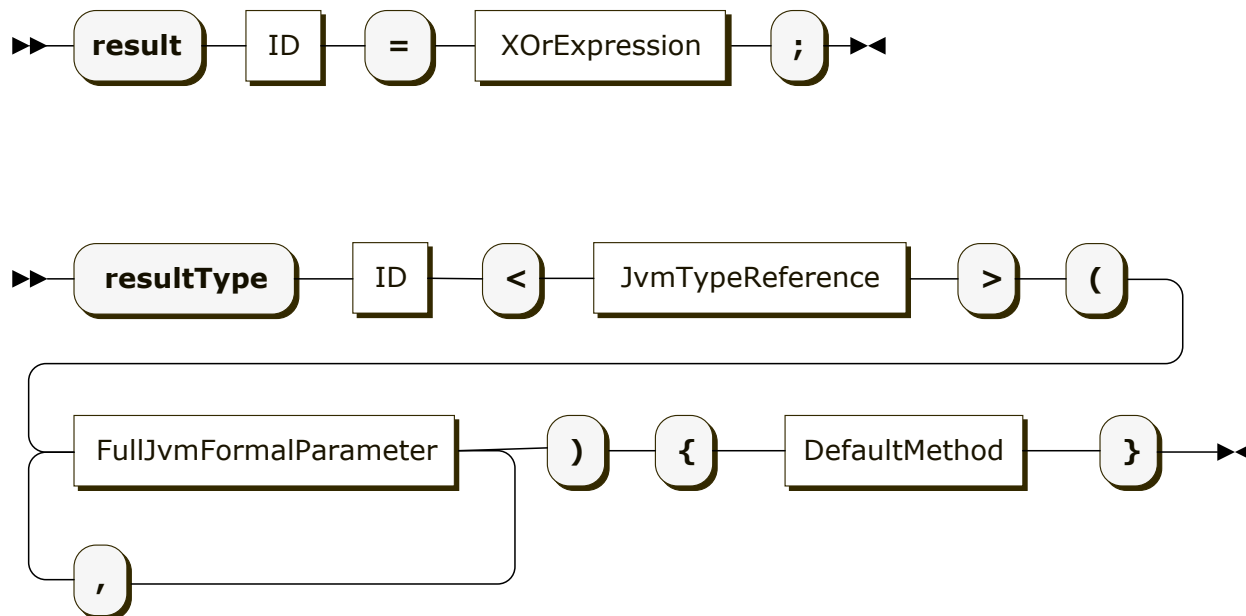 result ID = XOrExpression ;
resultType ID < JvmTypeReference > (
FullJvmFormalParameter ) { DefaultMethod }
,